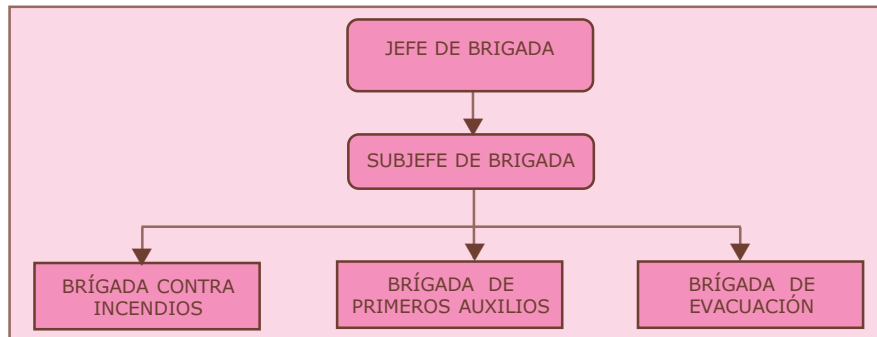 JEFE DE BRIGADA
SUBJEFE DE BRIGADA
BRÍGADA CONTRA
INCENDIOS
BRÍGADA DE
PRIMEROS AUXILIOS
BRÍGADA DE
EVACUACIÓN